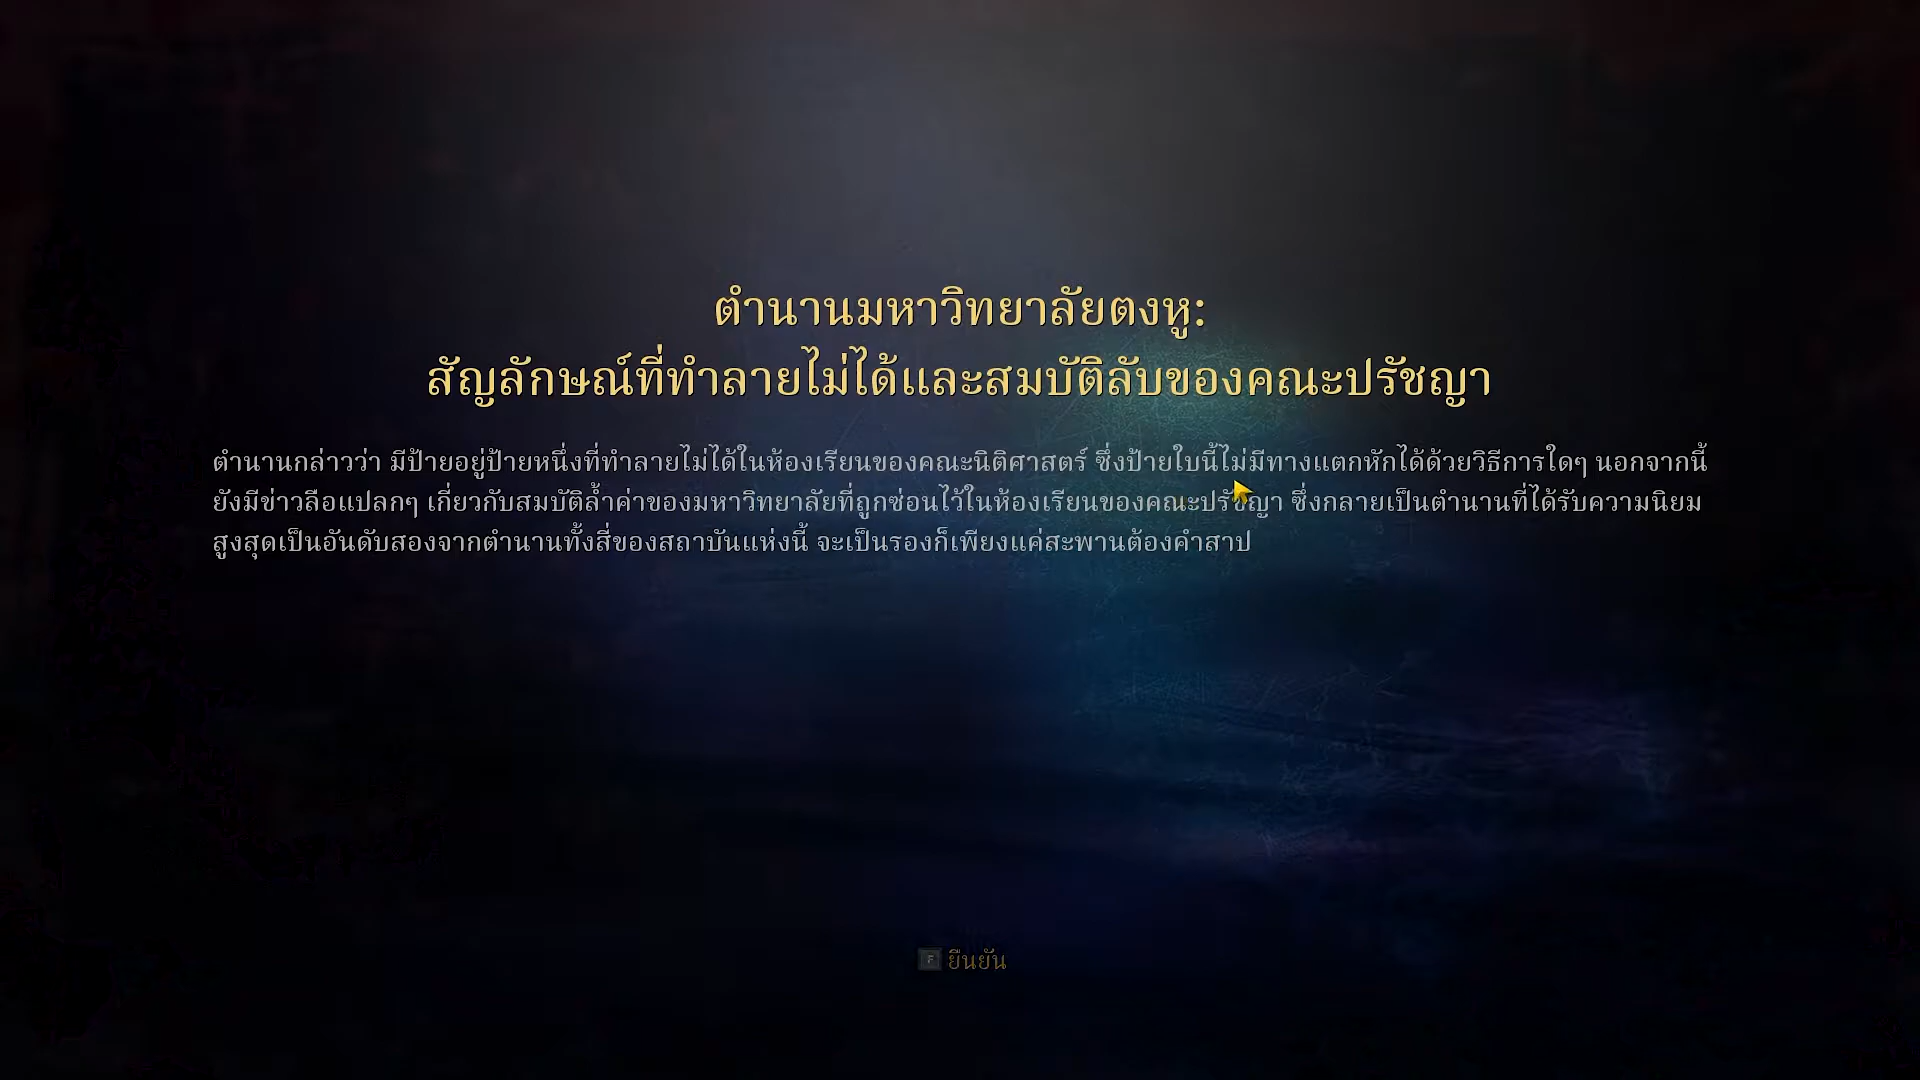 ตำนานมหาวิทยาลัยตงหู:
สัญลักษณ์ที่ทำลายไม่ได้และสมบัติลับของคณะปรัชญา
ตำนานกล่าวว่า มีป้ายอยู่ป้ายหนึ่งที่ทำลายไม่ได้ในห้องเรียนของคณะนิติศาสตร์ ซึ่งป้ายใบนี้ไม่มีทางแตกหักได้ด้วยวิธีการใดๆ นอกจากนี้
ยังมีข่าวลือแปลกๆ เกี่ยวกับสมบัติล้ำค่าของมหาวิทยาลัยที่ถูกซ่อนไว้ในห้องเรียนของคณะปรัชญา ซึ่งกลายเป็นตำนานที่ได้รับความนิยม
สูงสุดเป็นอันดับสองจากตำนานทั้งสี่ของสถาบันแห่งนี้ จะเป็นรองก็เพียงแค่สะพานต้องคำสาป
F ยืนยัน